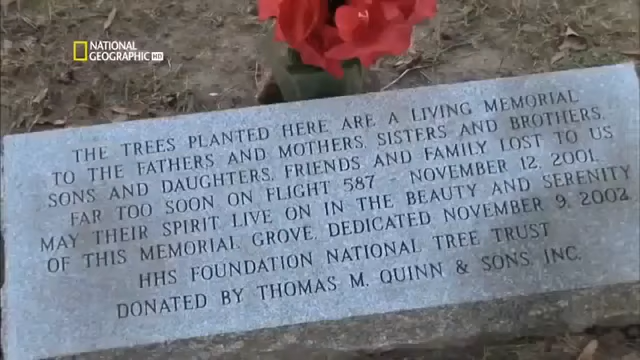 NATIONAL
GEOGRAPHIC HD
THE TREES PLANTED HERE ARE A LIVING MEMORIAL
TO THE FATHERS AND MOTHERS, SISTERS AND BROTHERS,
SONS AND DAUGHTERS, FRIENDS AND FAMILY LOST TO US
FAR TOO SOON ON FLIGHT 587 NOVEMBER 12, 2001.
MAY THEIR SPIRIT LIVE ON IN THE BEAUTY AND SERENITY
OF THIS MEMORIAL GROVE, DEDICATED NOVEMBER 9, 2002
HHS FOUNDATION NATIONAL TREE TRUST
DONATED BY THOMAS M. QUINN & SONS, INC.